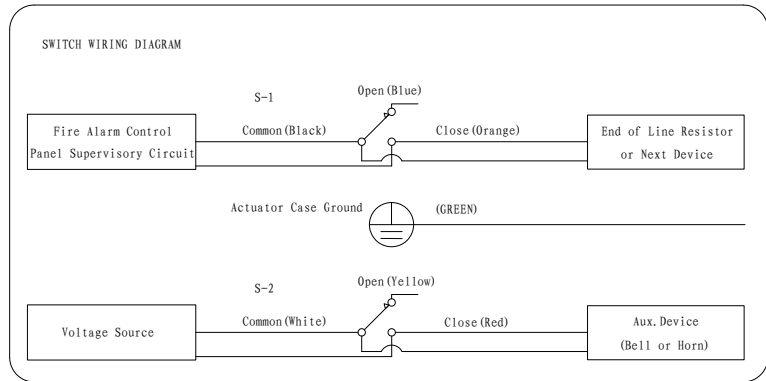 SWITCH WIRING DIAGRAM
S-1
Open(Blue)
Fire Alarm Control
Panel Supervisory Circuit
Common(Black)
Close(Orange)
End of Line Resistor
or Next Device
Actuator Case Ground
(GREEN)
S-2
Open(Yellow)
Voltage Source
Common(White)
Close(Red)
Aux.Device
(Bell or Horn)